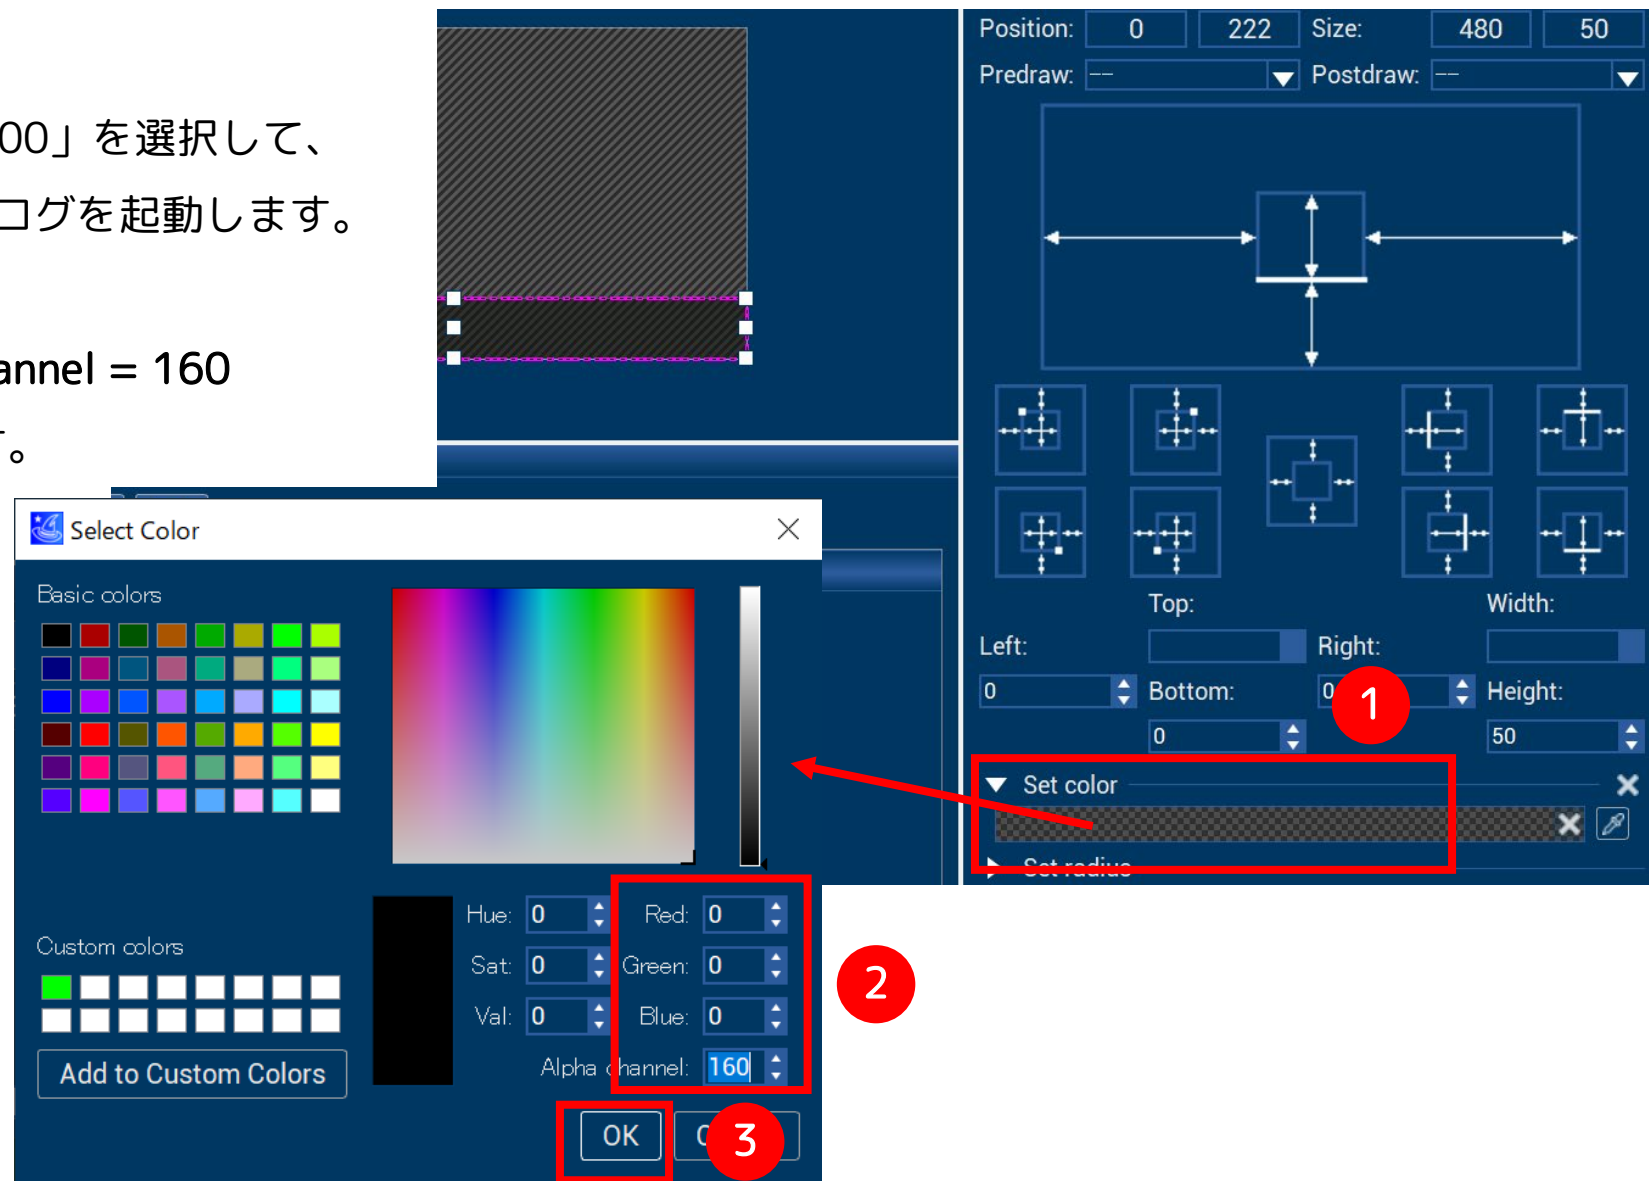 00」を選択して、
ログを起動します。
annel = 160
す。
Position: 0 222 Size: 480 50
Predraw: -- Postdraw: --
Top: Width:
Left: Right:
0 Bottom: 0 Height:
0 50
1
Set color
Set radius
Select Color
Basic colors
Custom colors
Add to Custom Colors
Hue: 0 Red: 0
Sat: 0 Green: 0
Val: 0 Blue: 0
Alpha channel: 160
2
OK
3